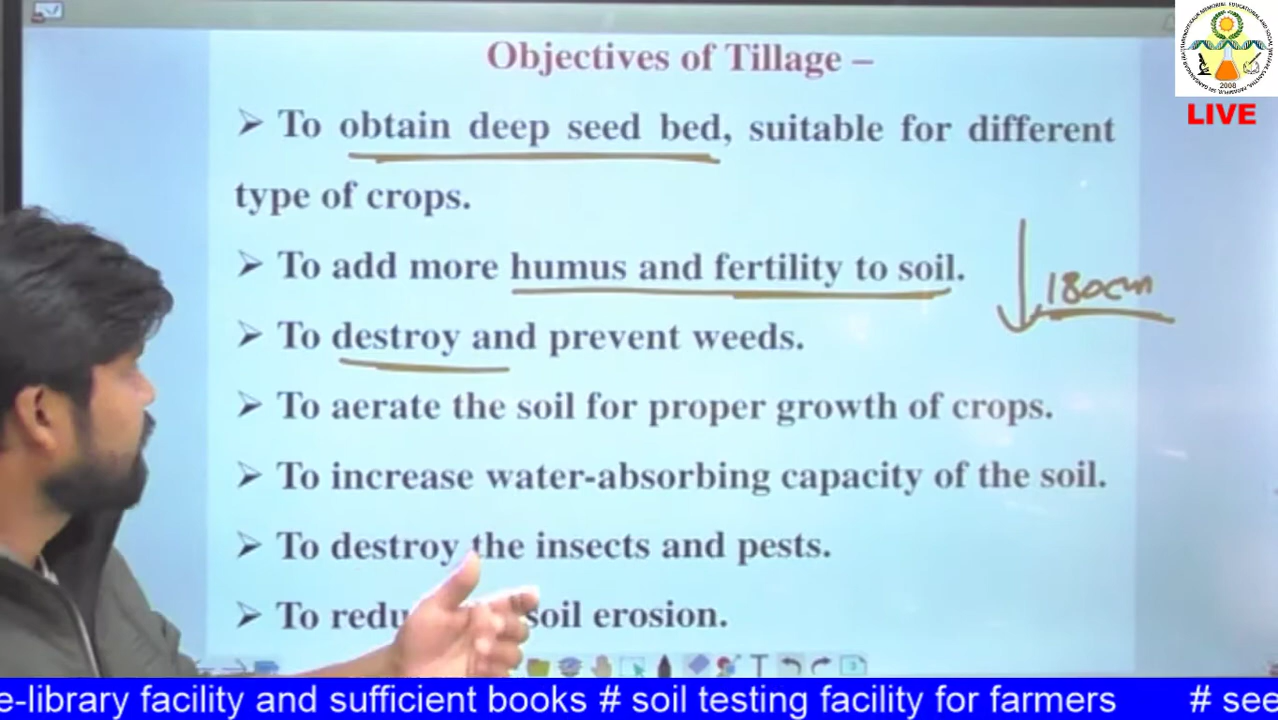 Objectives of Tillage –
➢ To obtain deep seed bed, suitable for different
type of crops.
➢ To add more humus and fertility to soil.
180cm
➢ To destroy and prevent weeds.
➢ To aerate the soil for proper growth of crops.
➢ To increase water-absorbing capacity of the soil.
➢ To destroy the insects and pests.
➢ To redu soil erosion.
2008
LIVE
e-library facility and sufficient books # soil testing facility for farmers # see